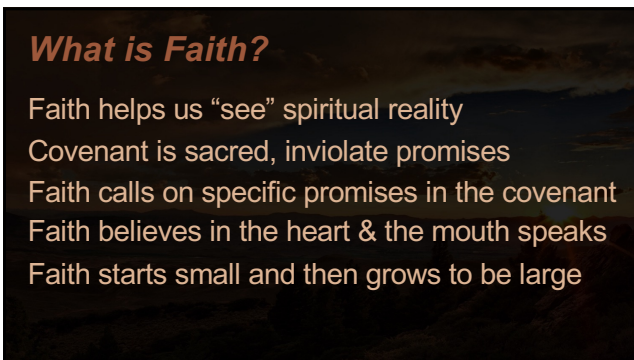 What is Faith?
Faith helps us “see” spiritual reality
Covenant is sacred, inviolate promises
Faith calls on specific promises in the covenant
Faith believes in the heart & the mouth speaks
Faith starts small and then grows to be large